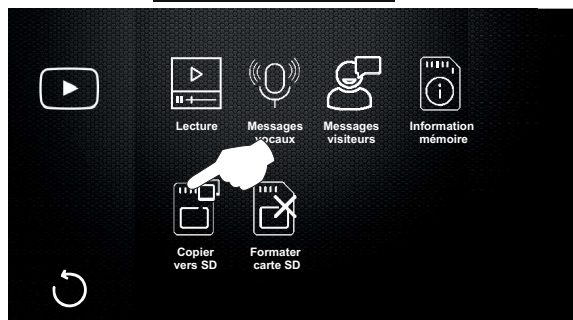 Lecture
Messages
vocaux
Messages
visiteurs
Information
mémoire
Copier
vers SD
Formater
carte SD